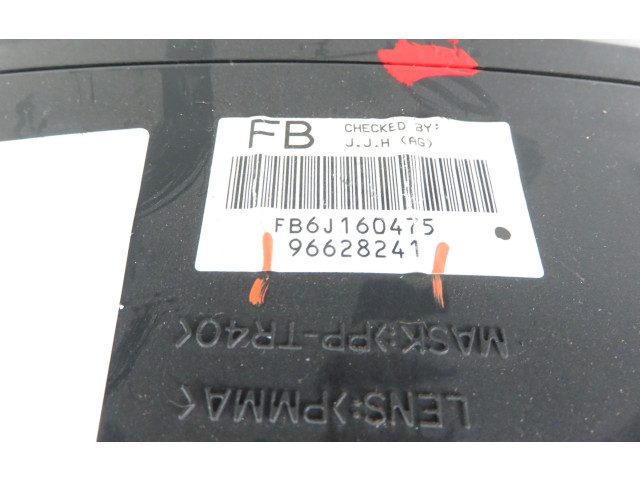 FB CHECKED BY:
J.J.H (AG)
FB6J160475
96628241
MASK:>PP-TR40<
LENS:>PMMA<